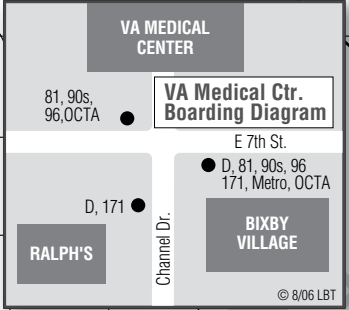 VA MEDICAL
CENTER
VA Medical Ctr.
Boarding Diagram
81, 90s,
96,OCTA
E 7th St.
D, 81, 90s, 96
171, Metro, OCTA
D, 171
Channel Dr.
BIXBY
VILLAGE
RALPH'S
© 8/06 LBT